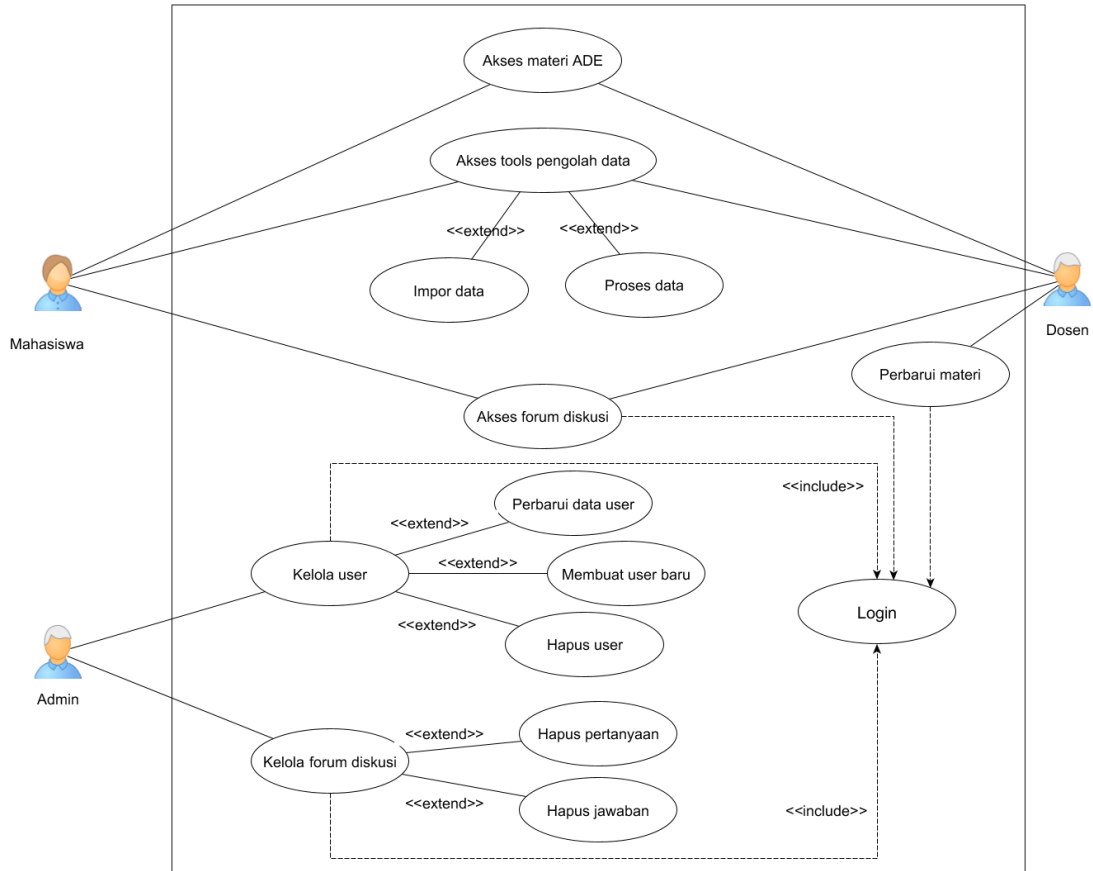 Akses materi ADE
Akses tools pengolah data
<<extend>>
<<extend>>
Impor data
Proses data
Mahasiswa
Dosen
Perbarui materi
Akses forum diskusi
<<include>>
Perbarui data user
<<extend>>
<<extend>>
Kelola user
Membuat user baru
Login
<<extend>>
Hapus user
Admin
<<extend>>
Hapus pertanyaan
Kelola forum diskusi
<<extend>>
Hapus jawaban
<<include>>